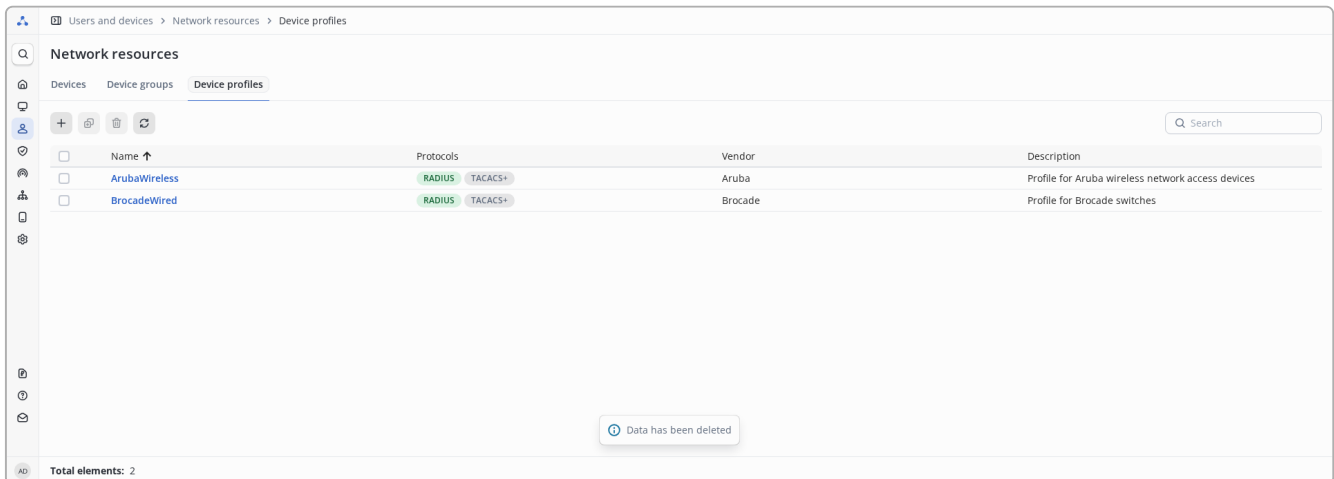 Users and devices > Network resources > Device profiles
Network resources
Devices Device groups Device profiles
Search
Name Protocols Vendor Description
ArubaWireless RADIUS TACACS+ Aruba Profile for Aruba wireless network access devices
BrocadeWired RADIUS TACACS+ Brocade Profile for Brocade switches
Data has been deleted
AD Total elements: 2